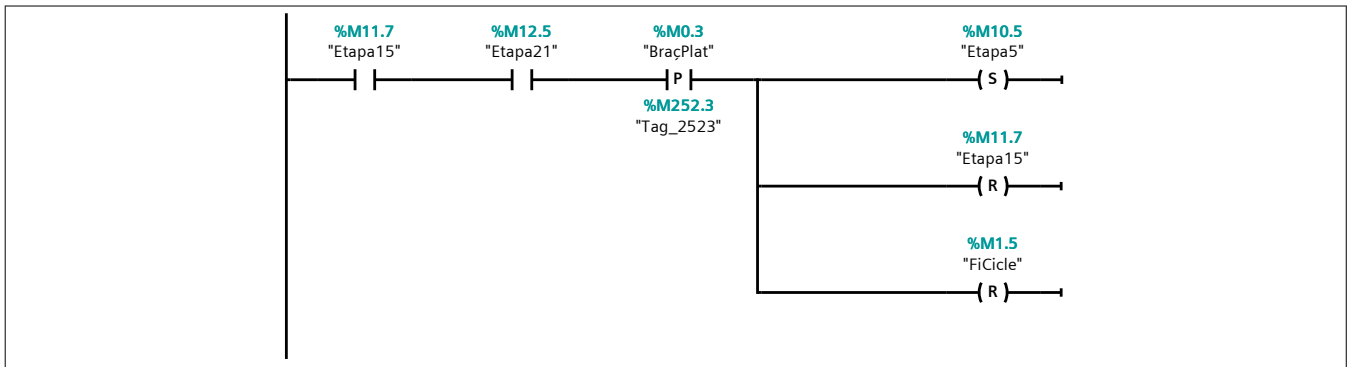 %M11.7 %M12.5 %M0.3 %M10.5
"Etapa15" "Etapa21" "BraçPlat" "Etapa5"
P S
%M252.3
"Tag_2523"
%M11.7
"Etapa15"
R
%M1.5
"FiCicle"
R